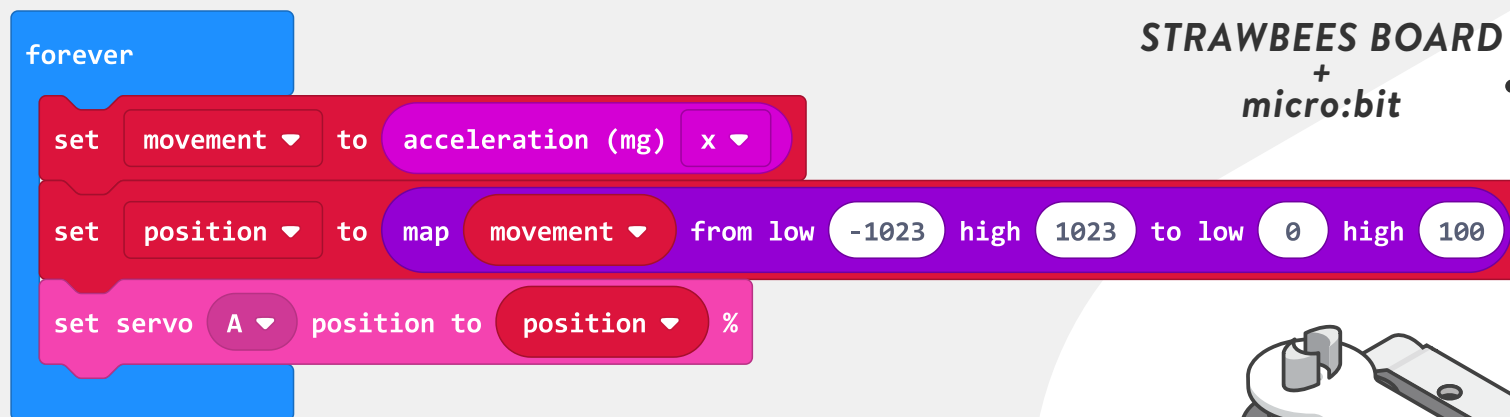 forever
STRAWBEES BOARD
+
micro:bit
set movement to acceleration (mg) x
set position to map movement from low -1023 high 1023 to low 0 high 100
set servo A position to position %